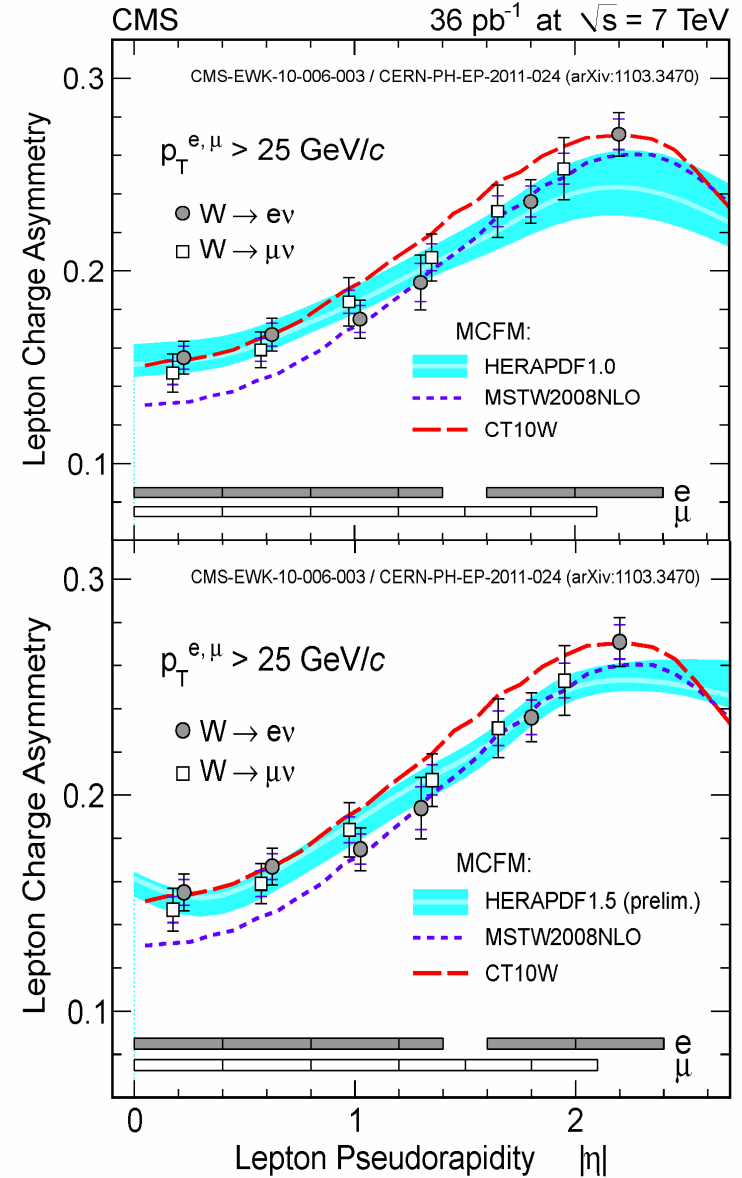 CMS 36 pb⁻¹ at √s = 7 TeV
CMS-EWK-10-006-003 / CERN-PH-EP-2011-024 (arXiv:1103.3470)
0.3
p_T^{e, μ} > 25 GeV/c
W → eν
W → μν
Lepton Charge Asymmetry
0.2
MCFM:
HERAPDF1.0
MSTW2008NLO
CT10W
0.1
e
μ
CMS-EWK-10-006-003 / CERN-PH-EP-2011-024 (arXiv:1103.3470)
0.3
p_T^{e, μ} > 25 GeV/c
W → eν
W → μν
Lepton Charge Asymmetry
0.2
MCFM:
HERAPDF1.5 (prelim.)
MSTW2008NLO
CT10W
0.1
e
μ
0 1 2
Lepton Pseudorapidity |η|